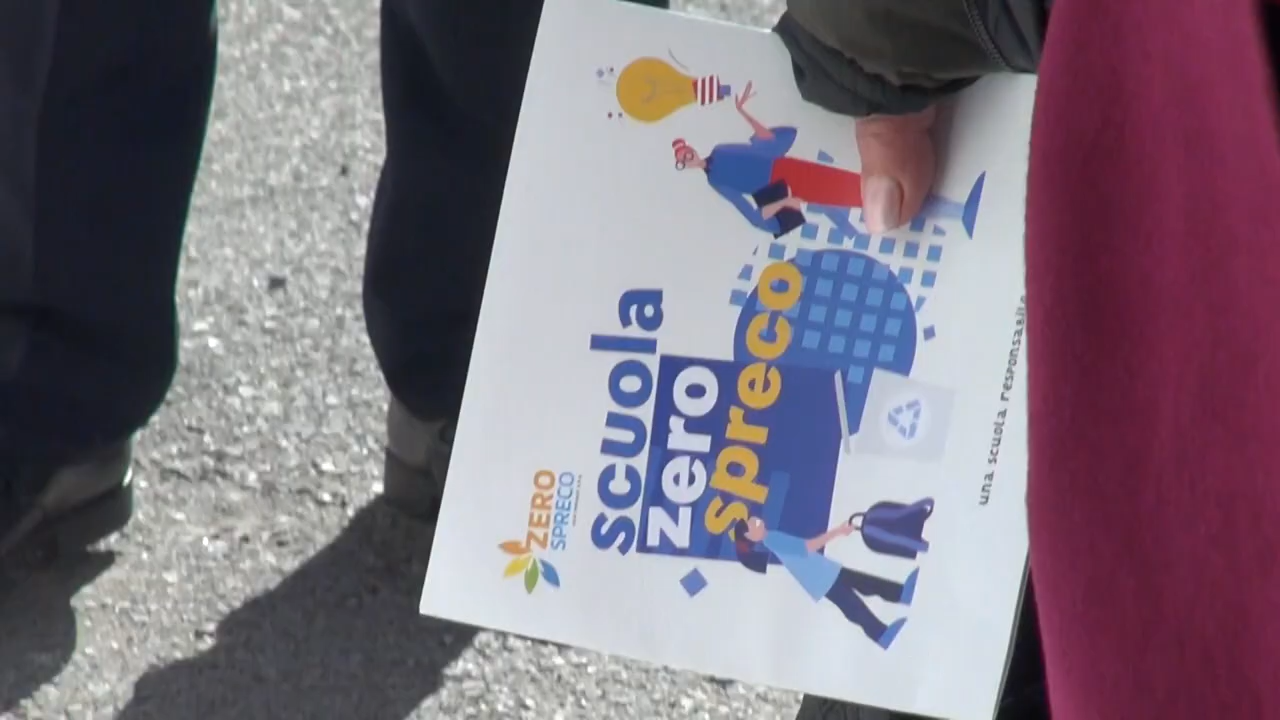 ZERO
SPRECO
scuola
zero
spreco
una scuola responsabile